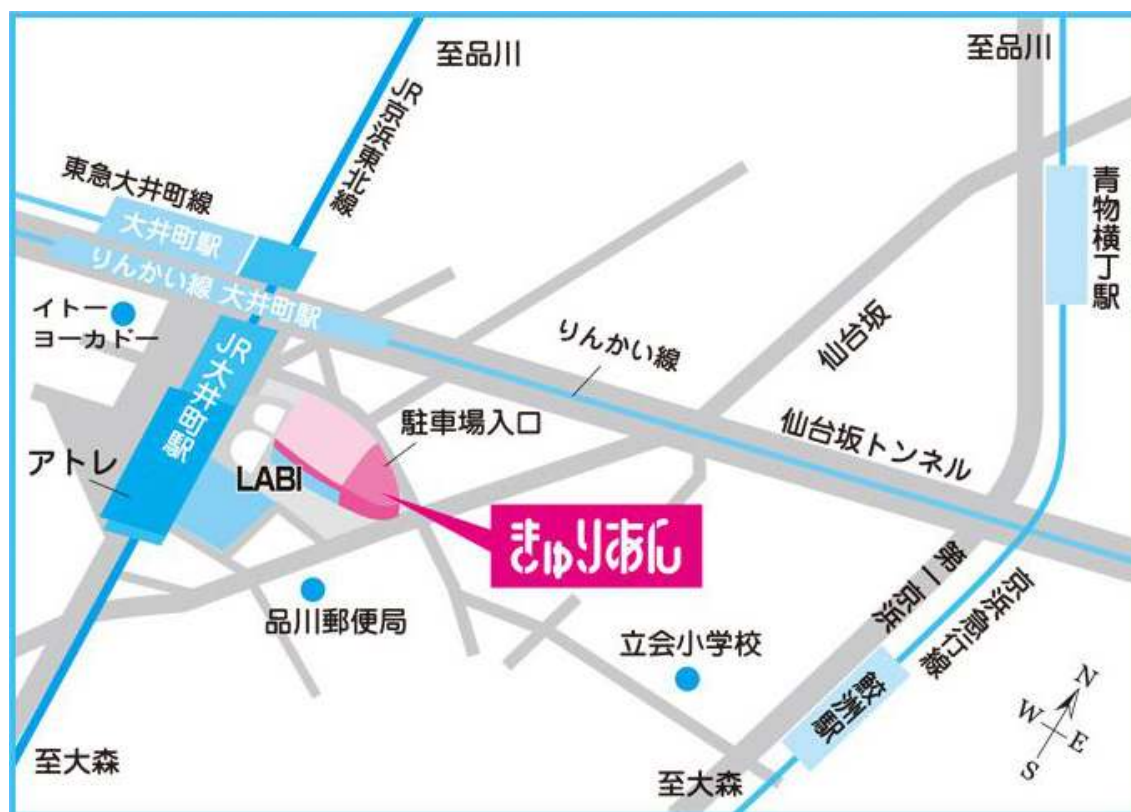 至品川
至品川
JR京浜東北線
東急大井町線
大井町駅
りんかい線 大井町駅
青物横丁駅
イトー
ヨーカドー
JR大井町駅
りんかい線
仙台坂
駐車場入口
仙台坂トンネル
アトレ
LABI
きゅりあん
第一京浜
品川郵便局
京浜急行線
立会小学校
鮫洲駅
N
W
E
S
至大森
至大森